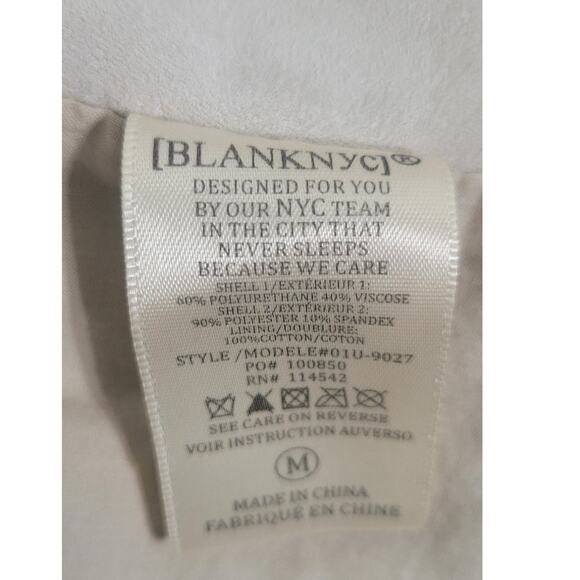 [BLANKNYC]®
DESIGNED FOR YOU
BY OUR NYC TEAM
IN THE CITY THAT
NEVER SLEEPS
BECAUSE WE CARE
SHELL 1/EXTÉRIEUR 1:
60% POLYURETHANE 40% VISCOSE
SHELL 2/EXTÉRIEUR 2:
90% POLYESTER 10% SPANDEX
LINING/DOUBLURE:
100%COTTON/COTON
STYLE /MODELE#01U-9027
PO# 100850
RN# 114542
SEE CARE ON REVERSE
VOIR INSTRUCTION AUVERSO
M
MADE IN CHINA
FABRIQUÉ EN CHINE